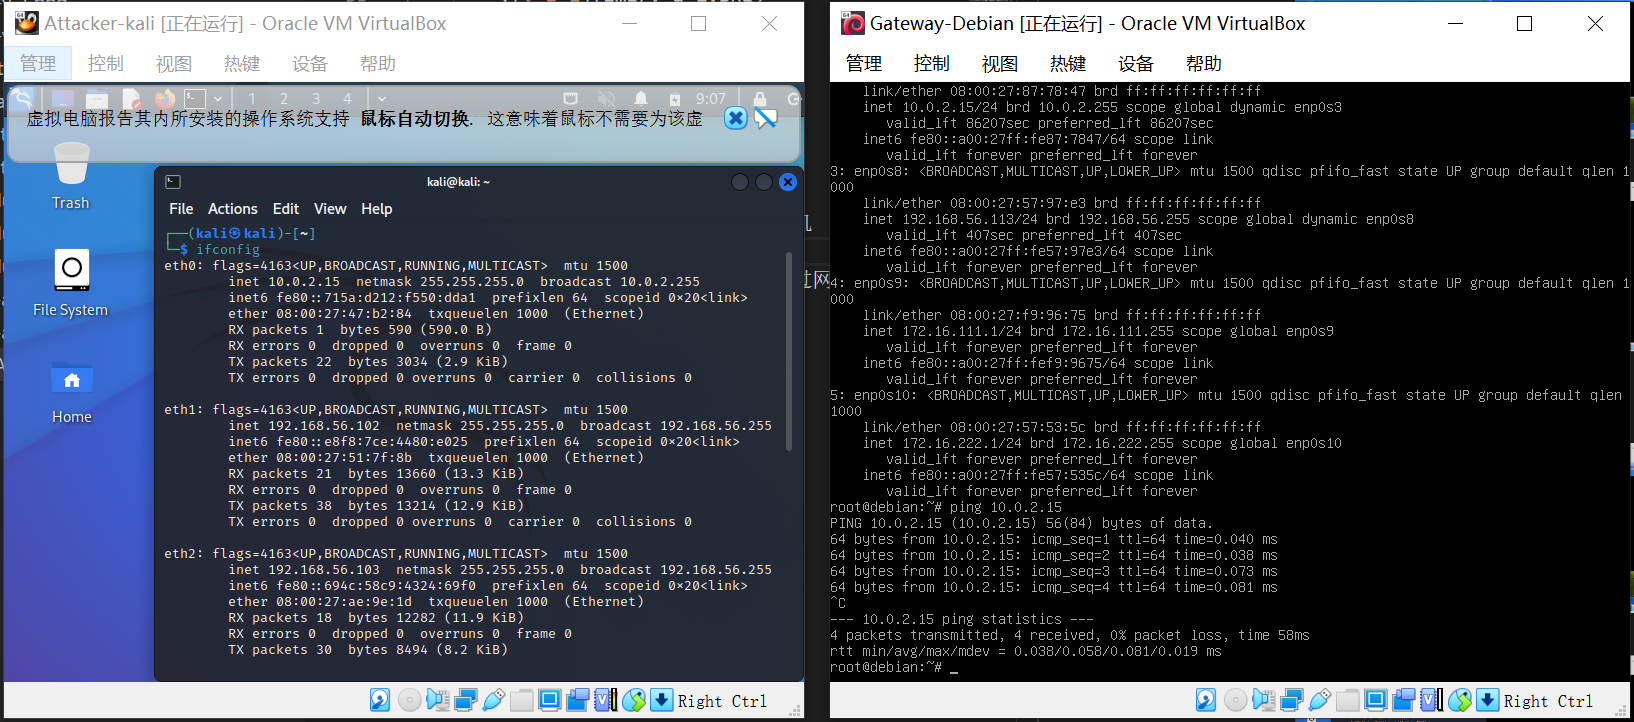 Attacker-kali [正在运行] - Oracle VM VirtualBox
管理 控制 视图 热键 设备 帮助
1 2 3 4 9:07
虚拟电脑报告其内所安装的操作系统支持 鼠标自动切换. 这意味着鼠标不需要为该虚
Trash
File System
Home
kali@kali: ~
File Actions Edit View Help
┌──(kali㉿kali)-[~]
└─$ ifconfig
eth0: flags=4163<UP,BROADCAST,RUNNING,MULTICAST> mtu 1500
inet 10.0.2.15 netmask 255.255.255.0 broadcast 10.0.2.255
inet6 fe80::715a:d212:f550:dda1 prefixlen 64 scopeid 0×20<link>
ether 08:00:27:47:b2:84 txqueuelen 1000 (Ethernet)
RX packets 1 bytes 590 (590.0 B)
RX errors 0 dropped 0 overruns 0 frame 0
TX packets 22 bytes 3034 (2.9 KiB)
TX errors 0 dropped 0 overruns 0 carrier 0 collisions 0
eth1: flags=4163<UP,BROADCAST,RUNNING,MULTICAST> mtu 1500
inet 192.168.56.102 netmask 255.255.255.0 broadcast 192.168.56.255
inet6 fe80::e8f8:7ce:4480:e025 prefixlen 64 scopeid 0×20<link>
ether 08:00:27:51:7f:8b txqueuelen 1000 (Ethernet)
RX packets 21 bytes 13660 (13.3 KiB)
RX errors 0 dropped 0 overruns 0 frame 0
TX packets 38 bytes 13214 (12.9 KiB)
TX errors 0 dropped 0 overruns 0 carrier 0 collisions 0
eth2: flags=4163<UP,BROADCAST,RUNNING,MULTICAST> mtu 1500
inet 192.168.56.103 netmask 255.255.255.0 broadcast 192.168.56.255
inet6 fe80::694c:58c9:4324:69f0 prefixlen 64 scopeid 0×20<link>
ether 08:00:27:ae:9e:1d txqueuelen 1000 (Ethernet)
RX packets 18 bytes 12282 (11.9 KiB)
RX errors 0 dropped 0 overruns 0 frame 0
TX packets 30 bytes 8494 (8.2 KiB)
Right Ctrl
Gateway-Debian [正在运行] - Oracle VM VirtualBox
管理 控制 视图 热键 设备 帮助
link/ether 08:00:27:87:78:47 brd ff:ff:ff:ff:ff:ff
inet 10.0.2.15/24 brd 10.0.2.255 scope global dynamic enp0s3
valid_lft 86207sec preferred_lft 86207sec
inet6 fe80::a00:27ff:fe87:7847/64 scope link
valid_lft forever preferred_lft forever
3: enp0s8: <BROADCAST,MULTICAST,UP,LOWER_UP> mtu 1500 qdisc pfifo_fast state UP group default qlen 1
000
link/ether 08:00:27:57:97:e3 brd ff:ff:ff:ff:ff:ff
inet 192.168.56.113/24 brd 192.168.56.255 scope global dynamic enp0s8
valid_lft 407sec preferred_lft 407sec
inet6 fe80::a00:27ff:fe57:97e3/64 scope link
valid_lft forever preferred_lft forever
4: enp0s9: <BROADCAST,MULTICAST,UP,LOWER_UP> mtu 1500 qdisc pfifo_fast state UP group default qlen 1
000
link/ether 08:00:27:f9:96:75 brd ff:ff:ff:ff:ff:ff
inet 172.16.111.1/24 brd 172.16.111.255 scope global enp0s9
valid_lft forever preferred_lft forever
inet6 fe80::a00:27ff:fef9:9675/64 scope link
valid_lft forever preferred_lft forever
5: enp0s10: <BROADCAST,MULTICAST,UP,LOWER_UP> mtu 1500 qdisc pfifo_fast state UP group default qlen
1000
link/ether 08:00:27:57:53:5c brd ff:ff:ff:ff:ff:ff
inet 172.16.222.1/24 brd 172.16.222.255 scope global enp0s10
valid_lft forever preferred_lft forever
inet6 fe80::a00:27ff:fe57:535c/64 scope link
valid_lft forever preferred_lft forever
root@debian:~# ping 10.0.2.15
PING 10.0.2.15 (10.0.2.15) 56(84) bytes of data.
64 bytes from 10.0.2.15: icmp_seq=1 ttl=64 time=0.040 ms
64 bytes from 10.0.2.15: icmp_seq=2 ttl=64 time=0.038 ms
64 bytes from 10.0.2.15: icmp_seq=3 ttl=64 time=0.073 ms
64 bytes from 10.0.2.15: icmp_seq=4 ttl=64 time=0.081 ms
^C
--- 10.0.2.15 ping statistics ---
4 packets transmitted, 4 received, 0% packet loss, time 58ms
rtt min/avg/max/mdev = 0.038/0.058/0.081/0.019 ms
root@debian:~# _
Right Ctrl